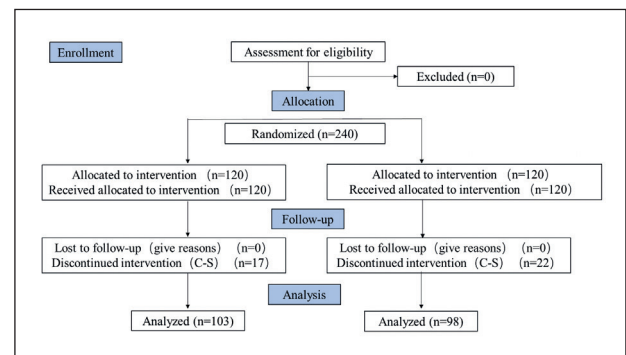 Enrollment
Assessment for eligibility
Excluded (n=0)
Allocation
Randomized (n=240)
Allocated to intervention （n=120）
Received allocated to intervention （n=120）
Allocated to intervention （n=120）
Received allocated to intervention （n=120）
Follow-up
Lost to follow-up（give reasons） （n=0）
Discontinued intervention（C-S） （n=17）
Lost to follow-up（give reasons） （n=0）
Discontinued intervention（C-S） （n=22）
Analysis
Analyzed (n=103)
Analyzed (n=98)